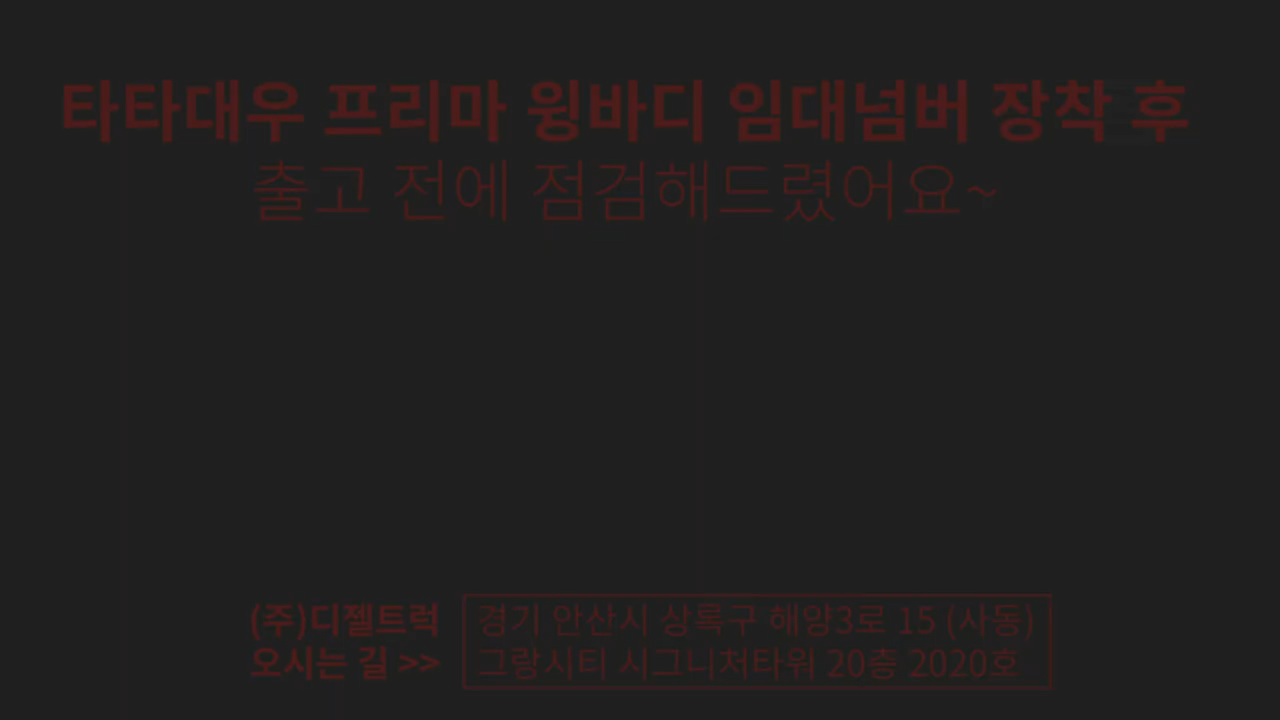 타타대우 프리마 윙바디 임대넘버 장착 후
출고 전에 점검해드렸어요~
(주)디젤트럭
오시는 길 >>
경기 안산시 상록구 해양3로 15 (사동)
그랑시티 시그니처타워 20층 2020호